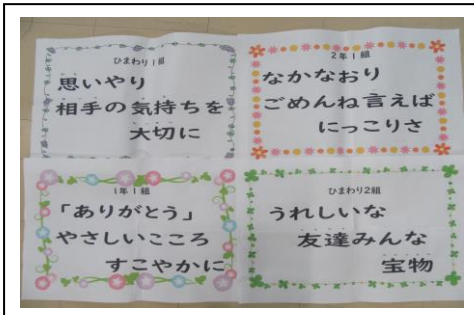 ひまわり1組
思いやり
相手の気持ちを
大切に
2年1組
なかなおり
ごめんね言えば
にっこりさ
1年1組
「ありがとう」
やさしいこころ
すこやかに
ひまわり2組
うれしいな
友達みんな
宝物